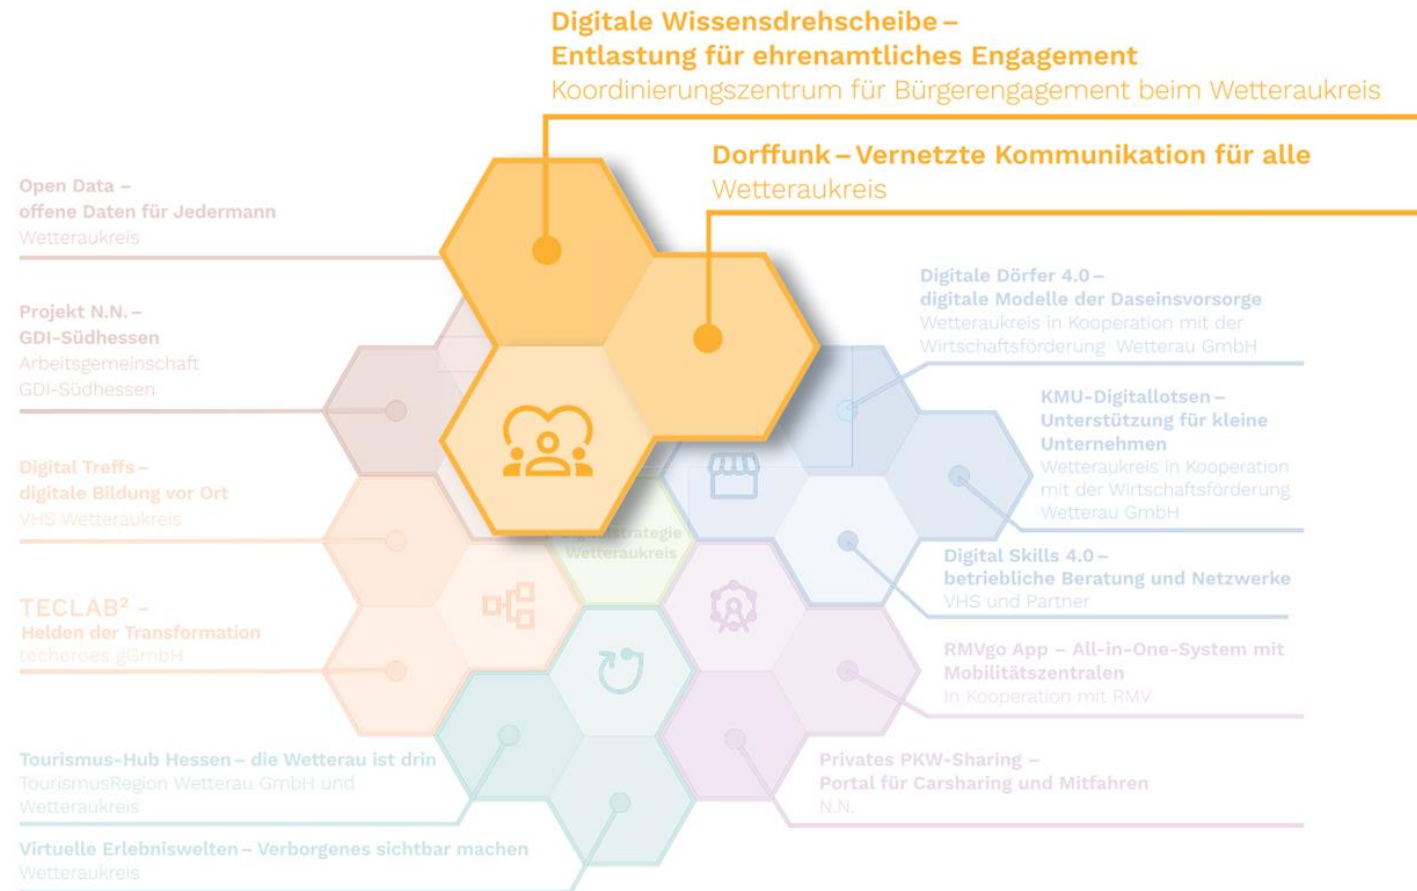 Digitale Wissensdrehscheibe –
Entlastung für ehrenamtliches Engagement
Koordinierungszentrum für Bürgerengagement beim Wetteraukreis
Dorffunk – Vernetzte Kommunikation für alle
Wetteraukreis
Open Data –
offene Daten für Jedermann
Wetteraukreis
Projekt N.N. –
GDI-Südhessen
Arbeitsgemeinschaft
GDI-Südhessen
Digital Treffs –
digitale Bildung vor Ort
VHS Wetteraukreis
TECLAB² –
Helden der Transformation
techeroes gGmbH
Tourismus-Hub Hessen – die Wetterau ist drin
TourismusRegion Wetterau GmbH und
Wetteraukreis
Virtuelle Erlebniswelten – Verborgenes sichtbar machen
Wetteraukreis
Wetteraukreis
Digitale Dörfer 4.0 –
digitale Modelle der Daseinsvorsorge
Wetteraukreis in Kooperation mit der
Wirtschaftsförderung Wetterau GmbH
KMU-Digitallotsen –
Unterstützung für kleine
Unternehmen
Wetteraukreis in Kooperation
mit der Wirtschaftsförderung
Wetterau GmbH
Digital Skills 4.0 –
betriebliche Beratung und Netzwerke
VHS und Partner
RMVgo App – All-in-One-System mit
Mobilitätszentralen
In Kooperation mit RMV
Privates PKW-Sharing –
Portal für Carsharing und Mitfahren
N.N.